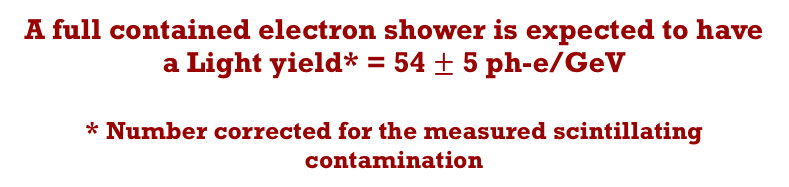 A full contained electron shower is expected to have
a Light yield* = 54 ± 5 ph-e/GeV
* Number corrected for the measured scintillating
contamination